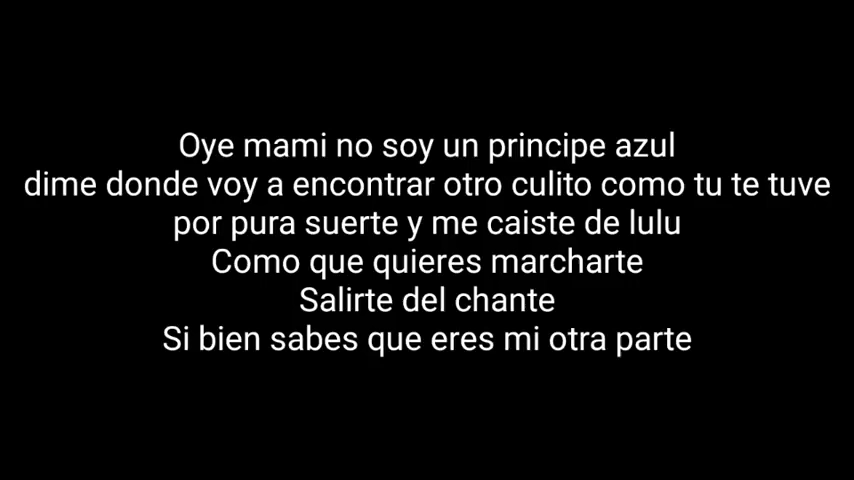 Oye mami no soy un principe azul
dime donde voy a encontrar otro culito como tu te tuve
por pura suerte y me caiste de lulu
Como que quieres marcharte
Salirte del chante
Si bien sabes que eres mi otra parte